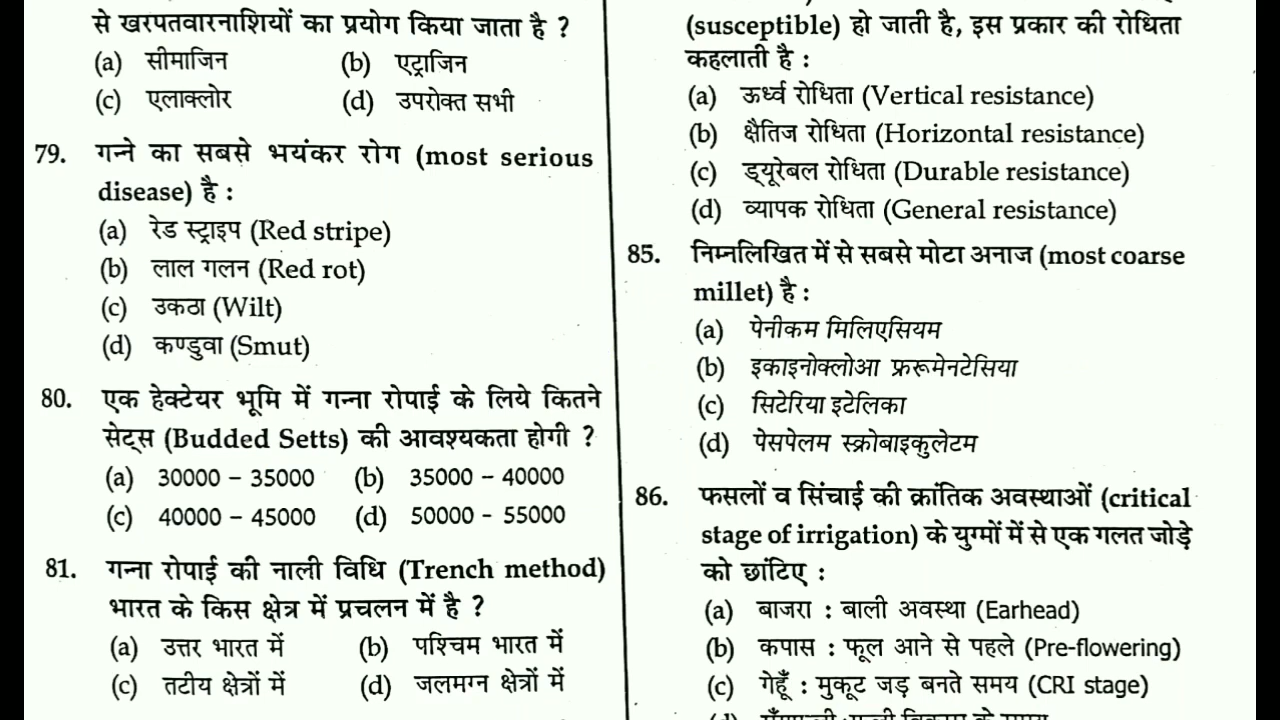 से खरपतवारनाशियों का प्रयोग किया जाता है ?
(a) सीमाजिन (b) एट्राजिन
(c) एलाक्लोर (d) उपरोक्त सभी
79. गन्ने का सबसे भयंकर रोग (most serious
disease) है :
(a) रेड स्ट्राइप (Red stripe)
(b) लाल गलन (Red rot)
(c) उकठा (Wilt)
(d) कण्डुवा (Smut)
80. एक हेक्टेयर भूमि में गन्ना रोपाई के लिये कितने
सेट्स (Budded Setts) की आवश्यकता होगी ?
(a) 30000 – 35000 (b) 35000 – 40000
(c) 40000 – 45000 (d) 50000 - 55000
81. गन्ना रोपाई की नाली विधि (Trench method)
भारत के किस क्षेत्र में प्रचलन में है ?
(a) उत्तर भारत में (b) पश्चिम भारत में
(c) तटीय क्षेत्रों में (d) जलमग्न क्षेत्रों में
(susceptible) हो जाती है, इस प्रकार की रोधिता
कहलाती है :
(a) ऊर्ध्व रोधिता (Vertical resistance)
(b) क्षैतिज रोधिता (Horizontal resistance)
(c) ड्यूरेबल रोधिता (Durable resistance)
(d) व्यापक रोधिता (General resistance)
85. निम्नलिखित में से सबसे मोटा अनाज (most coarse
millet) है :
(a) पेनीकम मिलिएसियम
(b) इकाइनोक्लोआ फ्ररूमेनटेसिया
(c) सिटेरिया इटेलिका
(d) पेसपेलम स्क्रोबाइकुलेटम
86. फसलों व सिंचाई की क्रांतिक अवस्थाओं (critical
stage of irrigation) के युग्मों में से एक गलत जोड़े
को छांटिए :
(a) बाजरा : बाली अवस्था (Earhead)
(b) कपास : फूल आने से पहले (Pre-flowering)
(c) गेहूँ : मुकूट जड़ बनते समय (CRI stage)